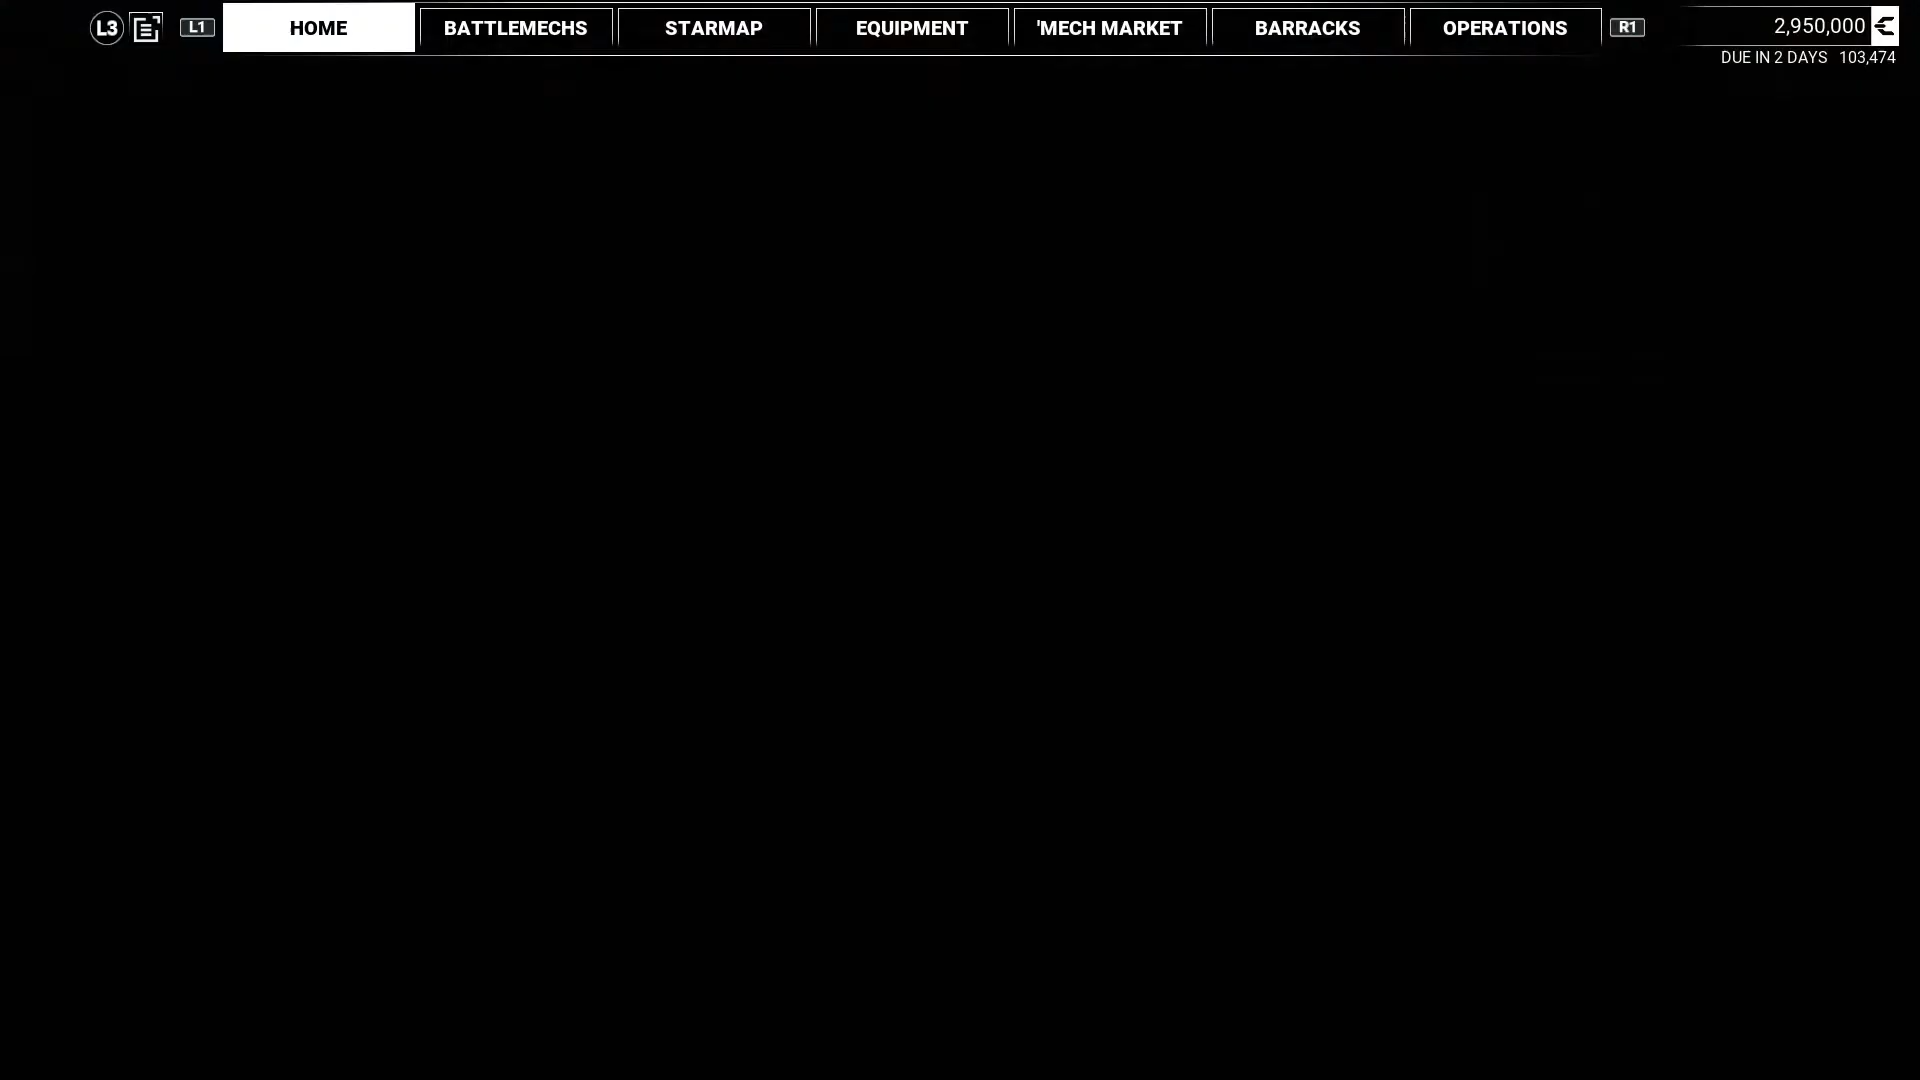 L3 L1 HOME BATTLEMECHS STARMAP EQUIPMENT 'MECH MARKET BARRACKS OPERATIONS R1 2,950,000
DUE IN 2 DAYS 103,474